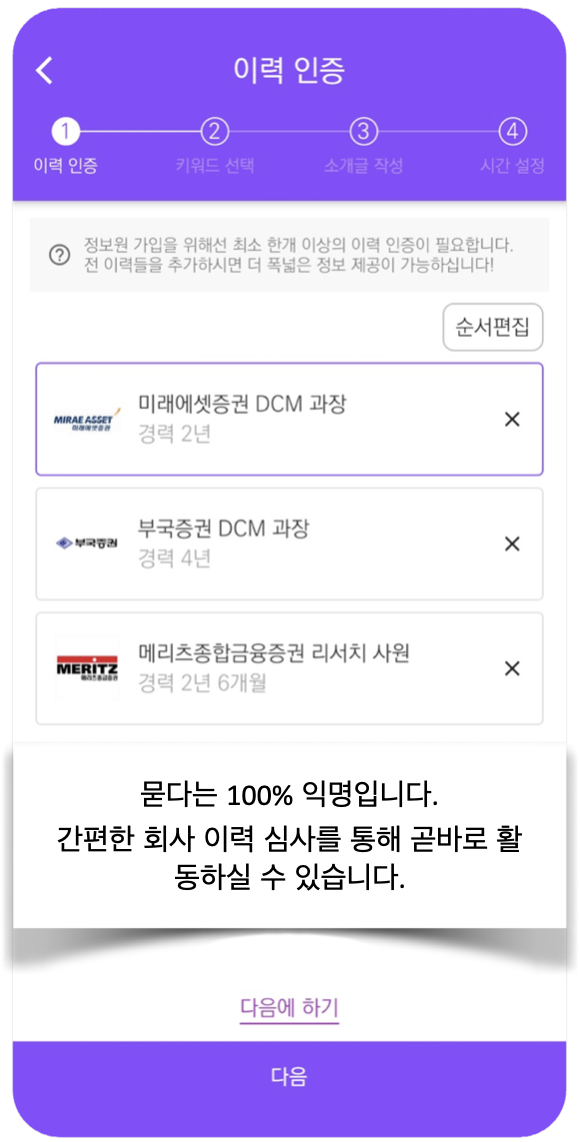 이력 인증
1 2 3 4
이력 인증 키워드 선택 소개글 작성 시간 설정
정보원 가입을 위해선 최소 한개 이상의 이력 인증이 필요합니다.
전 이력들을 추가하시면 더 폭넓은 정보 제공이 가능하십니다!
순서편집
MIRAE ASSET
미래에셋증권
미래에셋증권 DCM 과장
경력 2년
부국증권
부국증권 DCM 과장
경력 4년
MERITZ
메리츠종금증권
메리츠종합금융증권 리서치 사원
경력 2년 6개월
묻다는 100% 익명입니다.
간편한 회사 이력 심사를 통해 곧바로 활
동하실 수 있습니다.
다음에 하기
다음